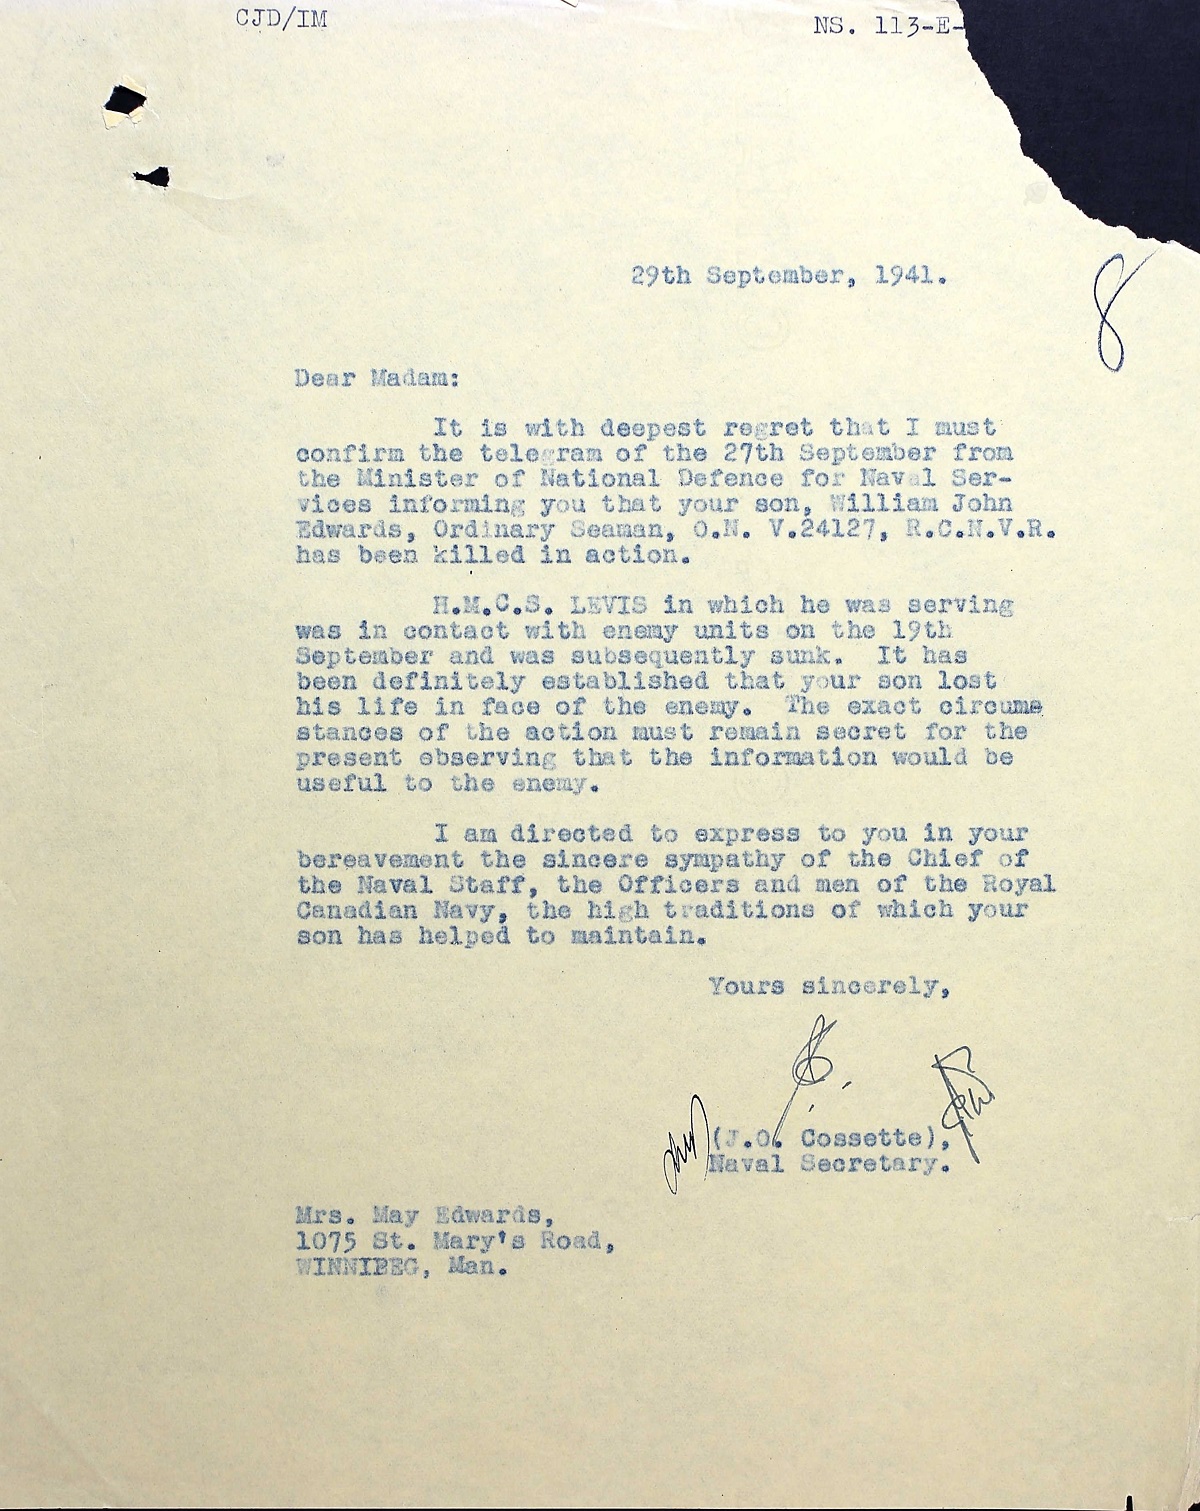 CJD/IM
NS. 113-E-
29th September, 1941.
8
Dear Madam:
It is with deepest regret that I must
confirm the telegram of the 27th September from
the Minister of National Defence for Naval Ser-
vices informing you that your son, William John
Edwards, Ordinary Seaman, O.N. V.24127, R.C.N.V.R.
has been killed in action.
H.M.C.S. LEVIS in which he was serving
was in contact with enemy units on the 19th
September and was subsequently sunk. It has
been definitely established that your son lost
his life in face of the enemy. The exact circums
stances of the action must remain secret for the
present observing that the information would be
useful to the enemy.
I am directed to express to you in your
bereavement the sincere sympathy of the Chief of
the Naval Staff, the Officers and men of the Royal
Canadian Navy, the high traditions of which your
son has helped to maintain.
Yours sincerely,
(J.O. Cossette),
Naval Secretary.
Mrs. May Edwards,
1075 St. Mary's Road,
WINNIPEG, Man.